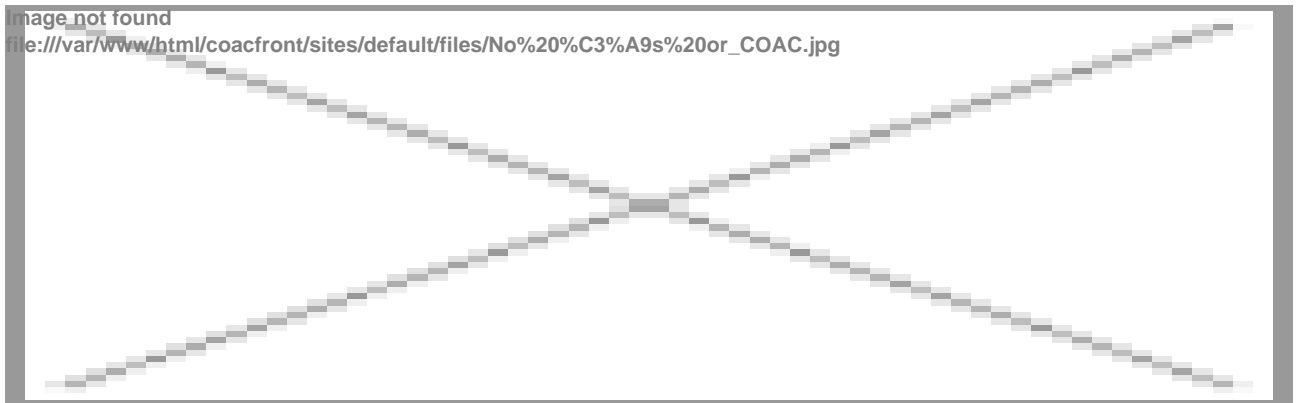 Image not found
file:///var/www/html/coacfront/sites/default/files/No%20%C3%A9s%20or_COAC.jpg